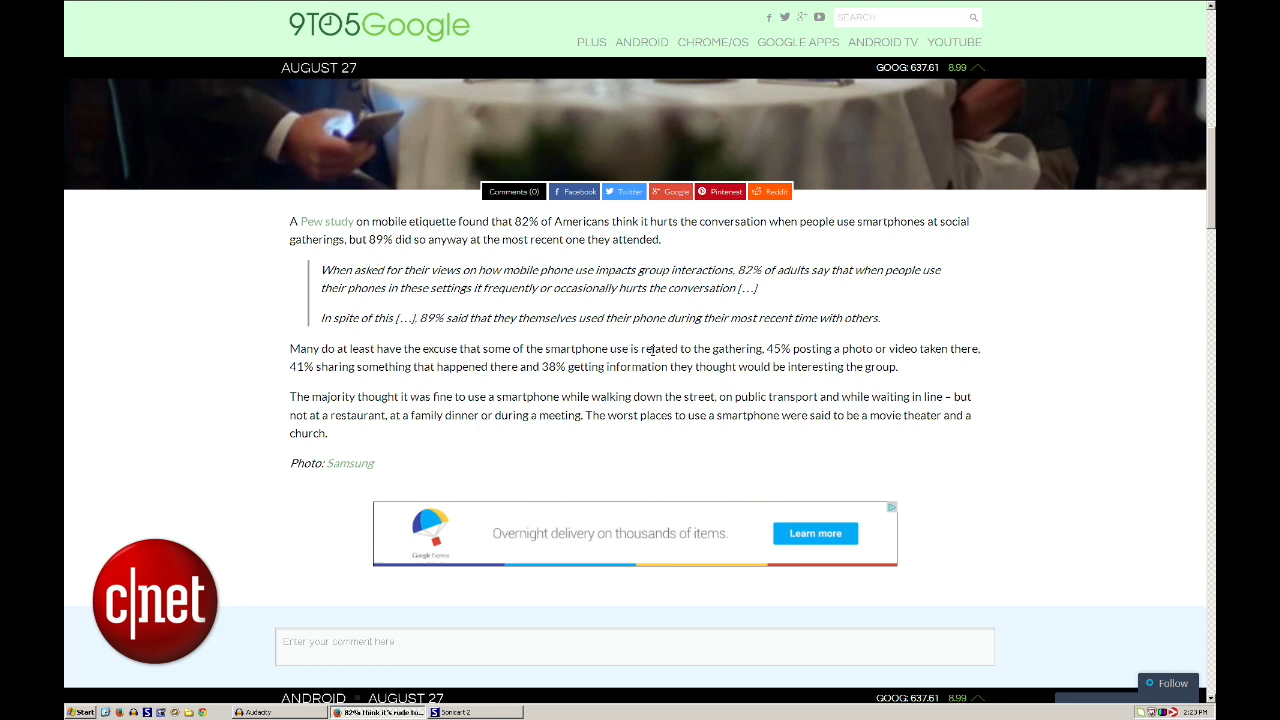 9TO5Google
SEARCH
PLUS ANDROID CHROME/OS GOOGLE APPS ANDROID TV YOUTUBE
AUGUST 27
GOOG: 637.61 8.99
Comments (0) Facebook Twitter Google Pinterest Reddit
A Pew study on mobile etiquette found that 82% of Americans think it hurts the conversation when people use smartphones at social
gatherings, but 89% did so anyway at the most recent one they attended.
When asked for their views on how mobile phone use impacts group interactions, 82% of adults say that when people use
their phones in these settings it frequently or occasionally hurts the conversation […]
In spite of this […], 89% said that they themselves used their phone during their most recent time with others.
Many do at least have the excuse that some of the smartphone use is related to the gathering, 45% posting a photo or video taken there,
41% sharing something that happened there and 38% getting information they thought would be interesting the group.
The majority thought it was fine to use a smartphone while walking down the street, on public transport and while waiting in line – but
not at a restaurant, at a family dinner or during a meeting. The worst places to use a smartphone were said to be a movie theater and a
church.
Photo: Samsung
Google Express
Overnight delivery on thousands of items.
Learn more
c|net
Enter your comment here...
Follow
ANDROID AUGUST 27
GOOG: 637.61 8.99
Start Audacity 82% think it's rude to... Sonicart 2 2:23 PM